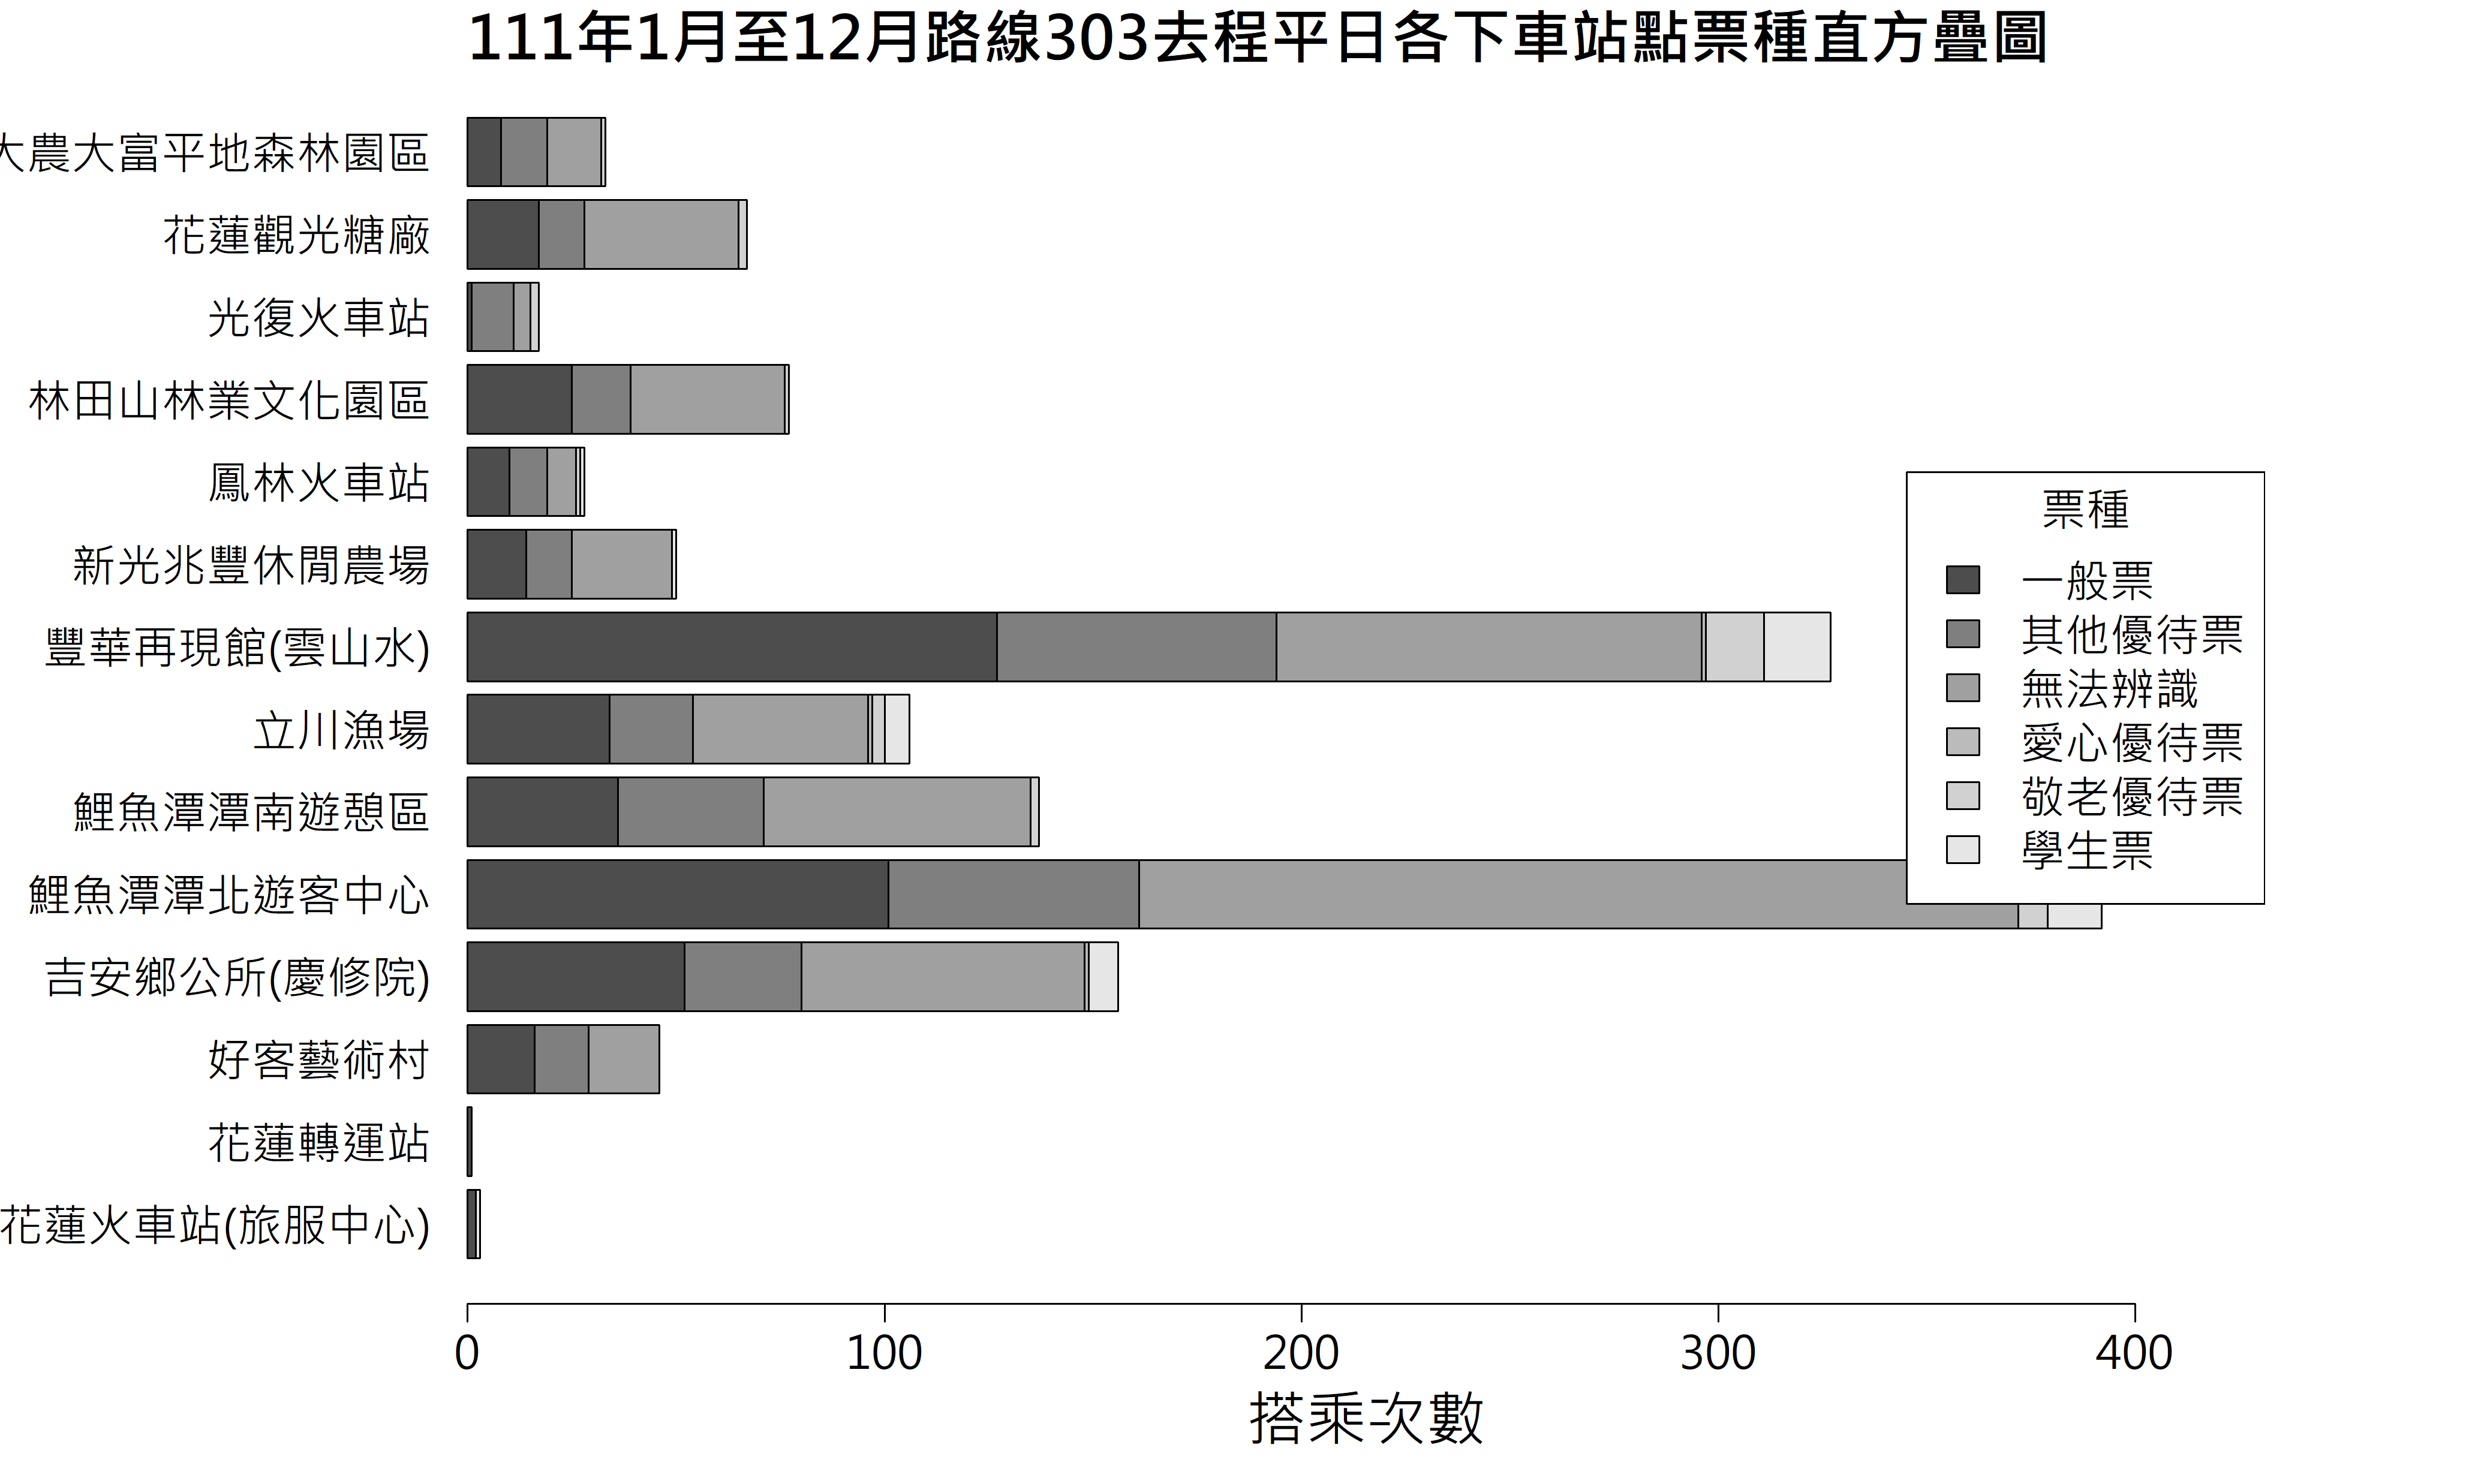 111年1月至12月路線303去程平日各下車站點票種直方疊圖
大農大富平地森林園區
花蓮觀光糖廠
光復火車站
林田山林業文化園區
鳳林火車站
新光兆豐休閒農場
豐華再現館(雲山水)
立川漁場
鯉魚潭潭南遊憩區
鯉魚潭潭北遊客中心
吉安鄉公所(慶修院)
好客藝術村
花蓮轉運站
花蓮火車站(旅服中心)
票種
一般票
其他優待票
無法辨識
愛心優待票
敬老優待票
學生票
0 100 200 300 400
搭乘次數